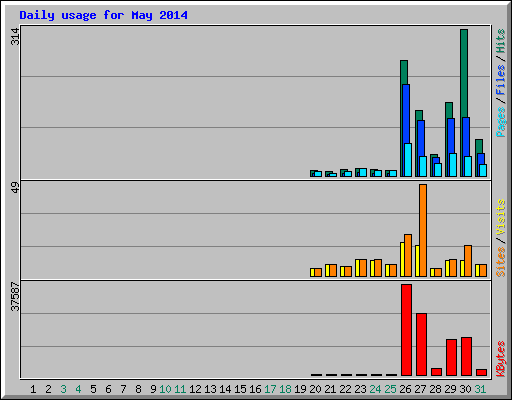 Daily usage for May 2014
314
Pages / Files / Hits
49
Sites / Visits
37587
KBytes
1 2 3 4 5 6 7 8 9 10 11 12 13 14 15 16 17 18 19 20 21 22 23 24 25 26 27 28 29 30 31